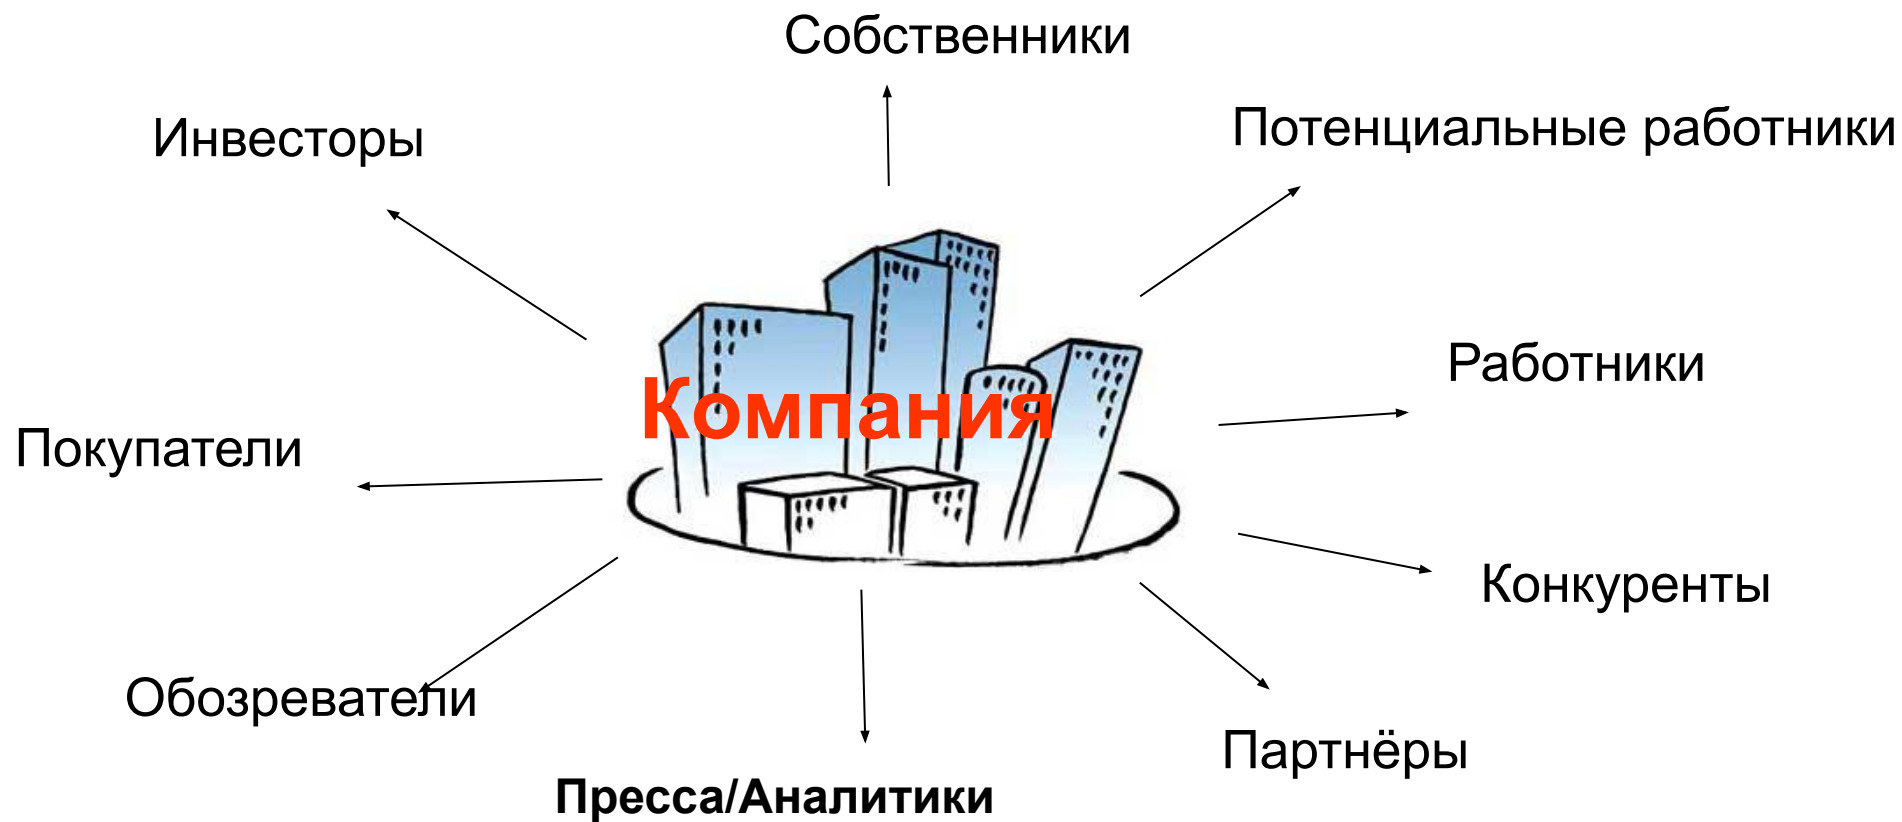 Собственники
Потенциальные работники
Инвесторы
Работники
Компания
Покупатели
Конкуренты
Обозреватели
Партнёры
Пресса/Аналитики